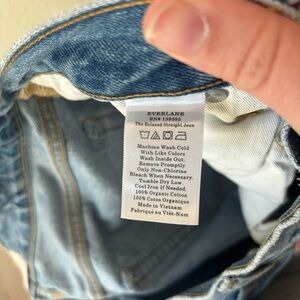 EVERLANE
RN# 139380
The Relaxed Straight Jean
Machine Wash Cold
With Like Colors
Wash Inside Out.
Remove Promptly
Only Non-Chlorine
Bleach When Necessary.
Tumble Dry Low.
Cool Iron If Needed.
100% Organic Cotton
100% Coton
Made in Vietnam
Fabriqué au Viêt-Nam